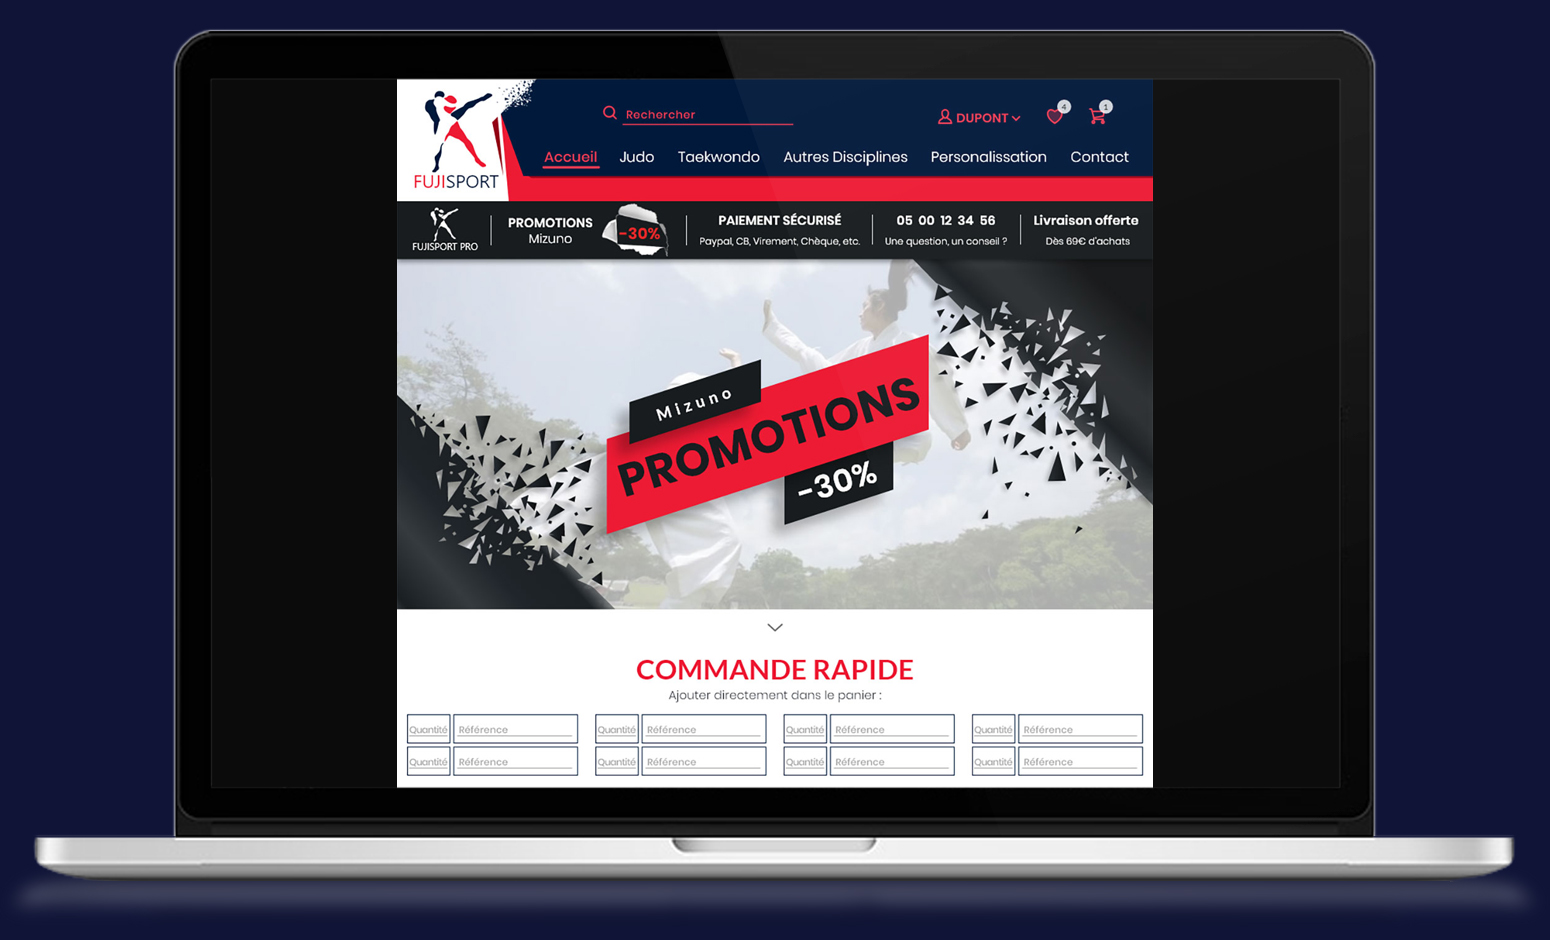 FUJISPORT
Rechercher
DUPONT
4
1
Accueil Judo Taekwondo Autres Disciplines Personalissation Contact
FUJISPORT PRO
PROMOTIONS
Mizuno
-30%
PAIEMENT SÉCURISÉ
Paypal, CB, Virement, Chèque, etc.
05 00 12 34 56
Une question, un conseil ?
Livraison offerte
Dès 69€ d'achats
Mizuno
PROMOTIONS
-30%
COMMANDE RAPIDE
Ajouter directement dans le panier :
Quantité Référence Quantité Référence Quantité Référence Quantité Référence
Quantité Référence Quantité Référence Quantité Référence Quantité Référence